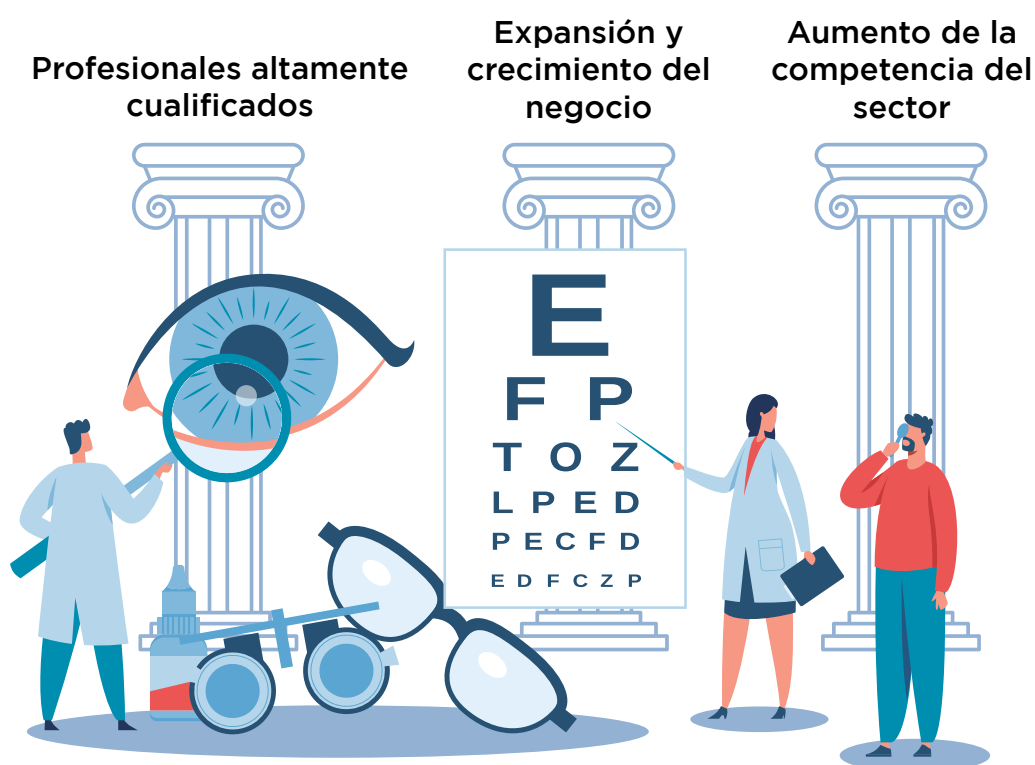 Profesionales altamente
cualificados
Expansión y
crecimiento del
negocio
Aumento de la
competencia del
sector
E
F P
T O Z
L P E D
P E C F D
E D F C Z P